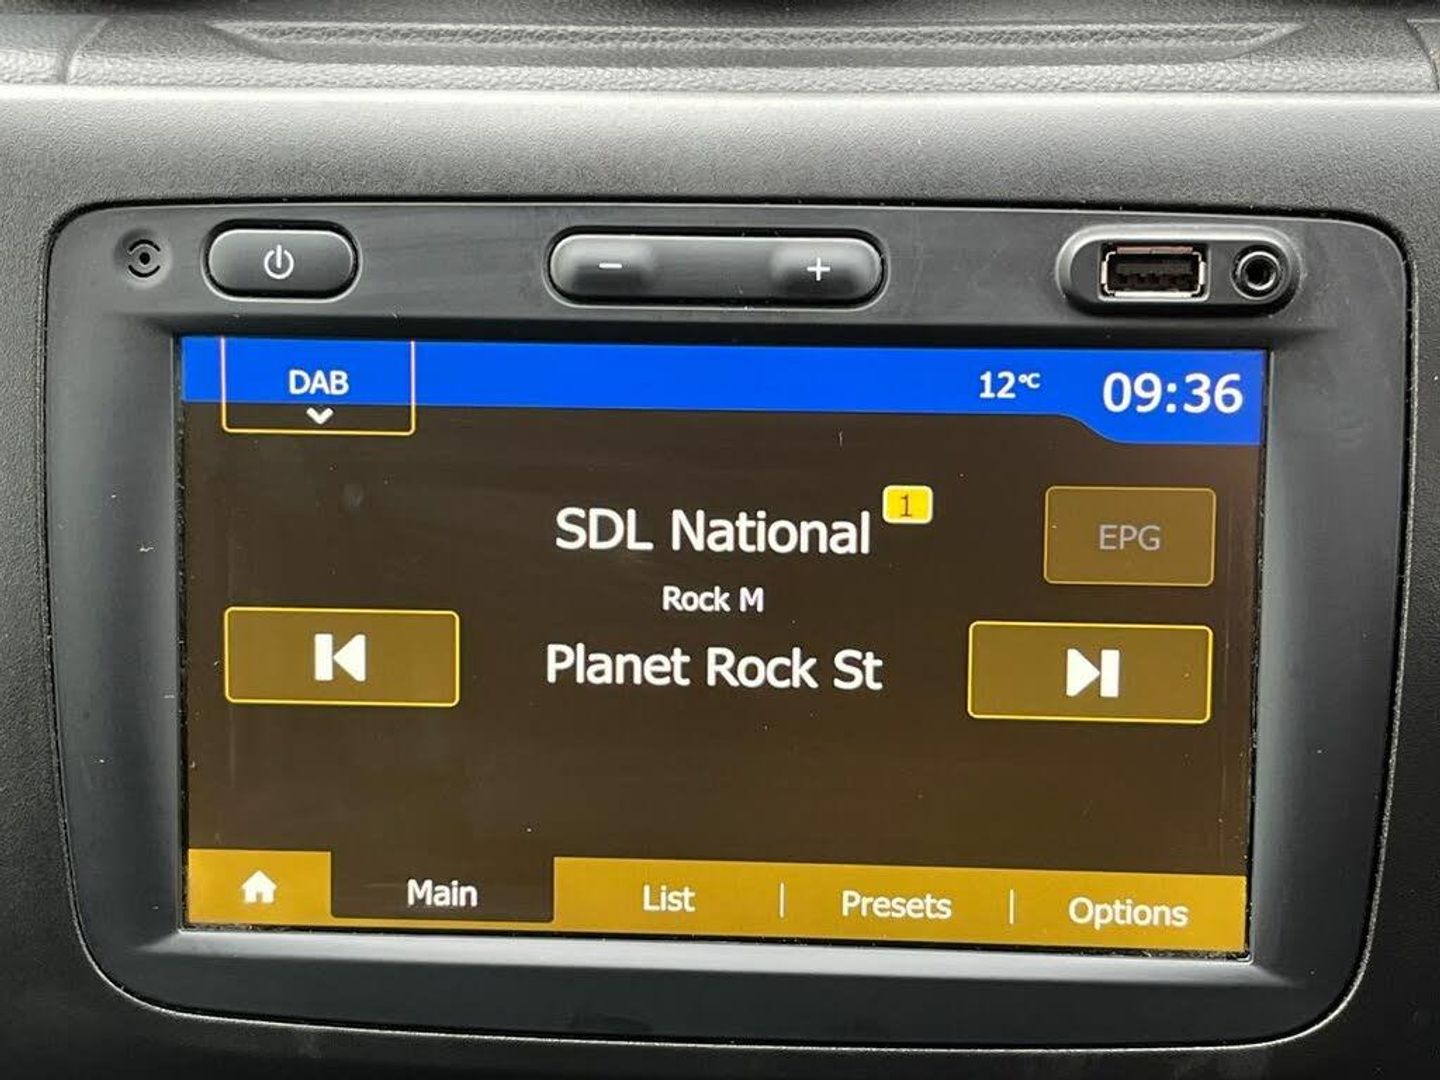 DAB
12°C
09:36
SDL National
1
EPG
Rock M
Planet Rock St
Main
List
Presets
Options